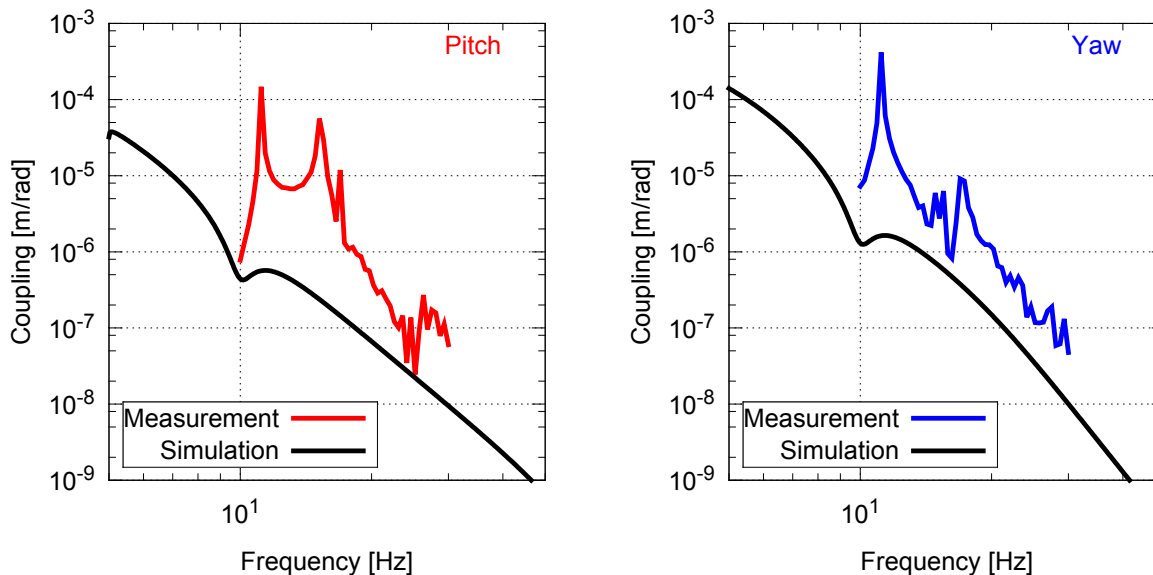 10⁻³
10⁻⁴
10⁻⁵
10⁻⁶
10⁻⁷
10⁻⁸
10⁻⁹
Coupling [m/rad]
Pitch
Measurement
Simulation
10¹
Frequency [Hz]
10⁻³
10⁻⁴
10⁻⁵
10⁻⁶
10⁻⁷
10⁻⁸
10⁻⁹
Coupling [m/rad]
Yaw
Measurement
Simulation
10¹
Frequency [Hz]